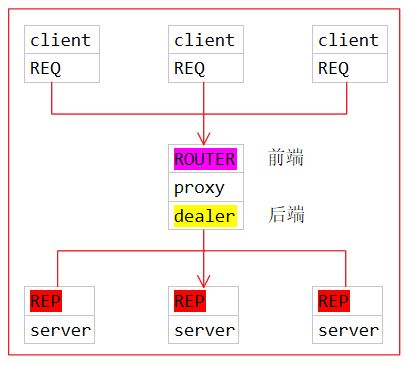 client client client
REQ REQ REQ
ROUTER 前端
proxy
dealer 后端
REP REP REP
server server server